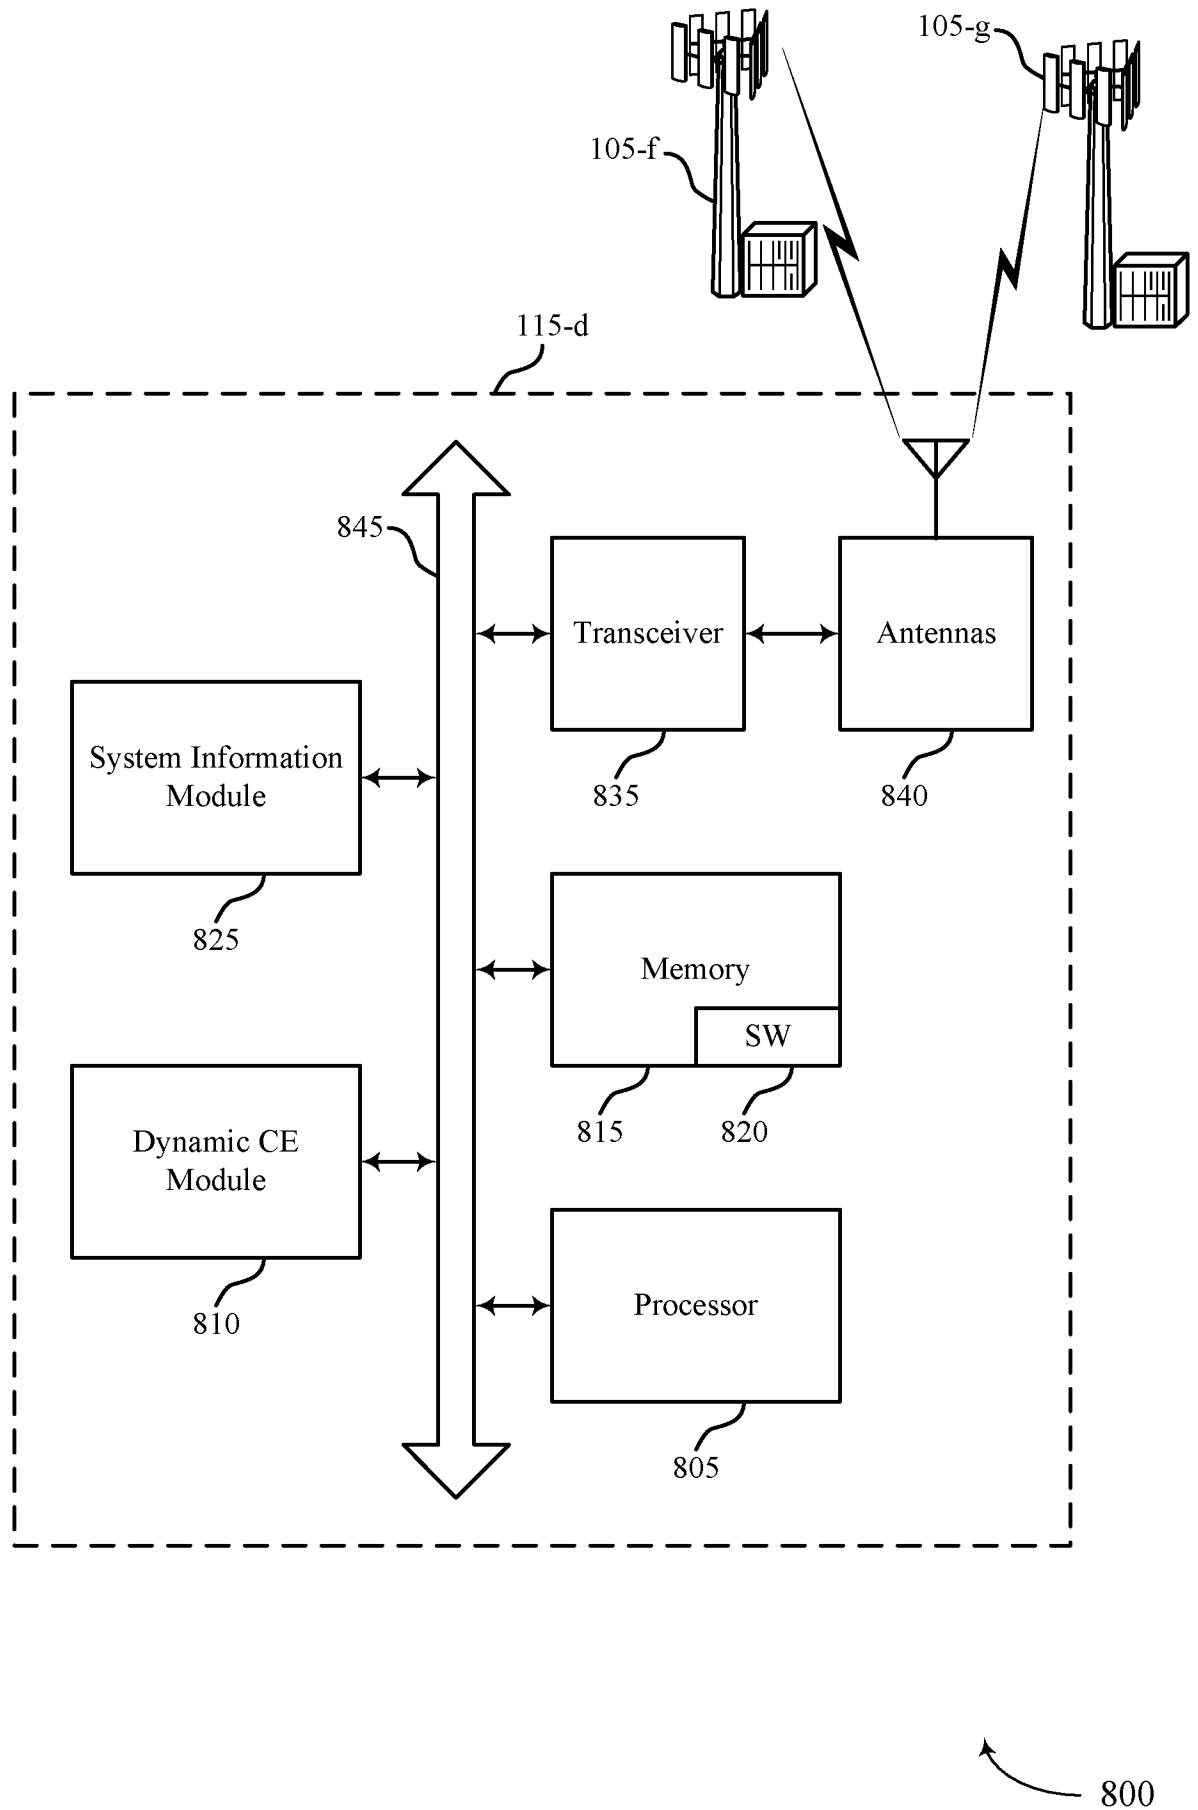 105-g
105-f
115-d
845
Transceiver
Antennas
835
840
System Information
Module
825
Memory
SW
815
820
Dynamic CE
Module
810
Processor
805
800